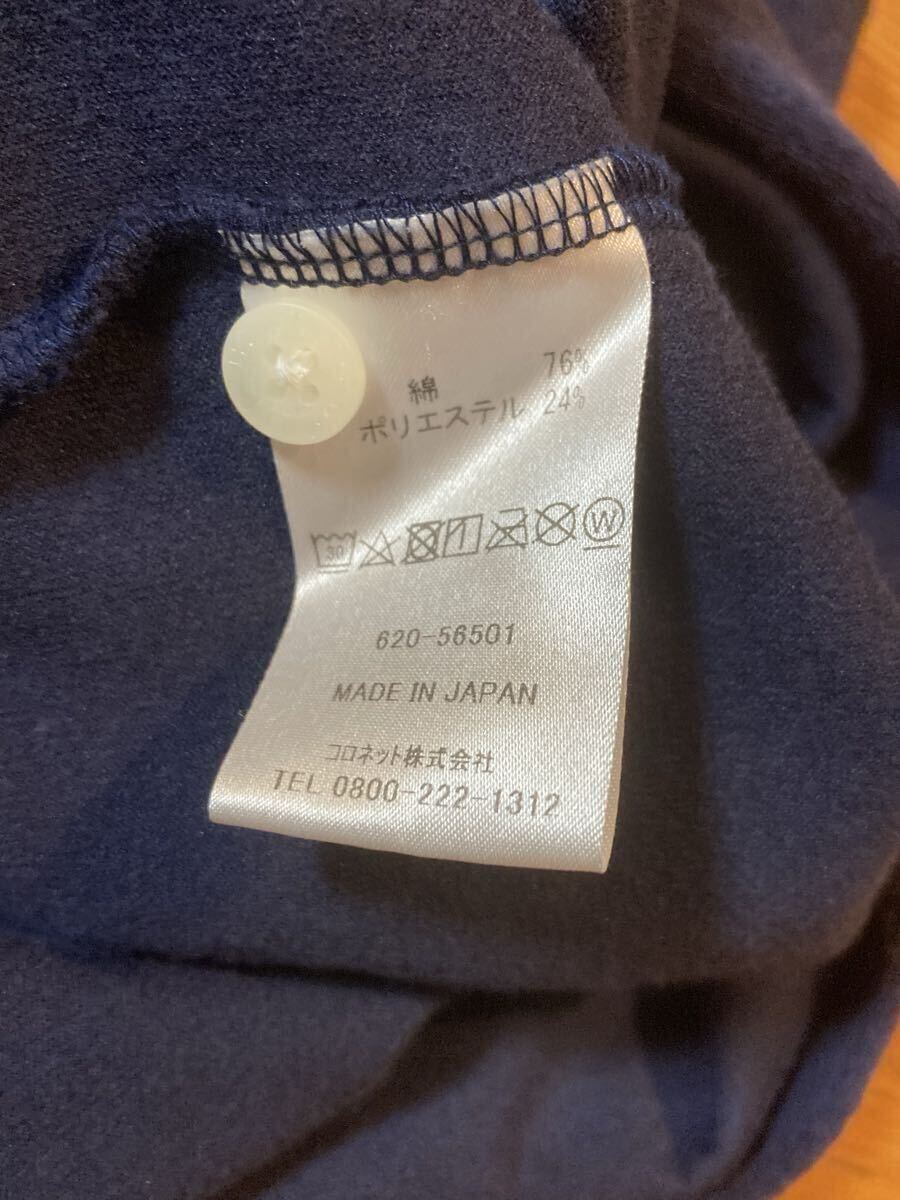 綿 76%
ポリエステル 24%
30 W
620-56501
MADE IN JAPAN
コロネット株式会社
TEL 0800-222-1312